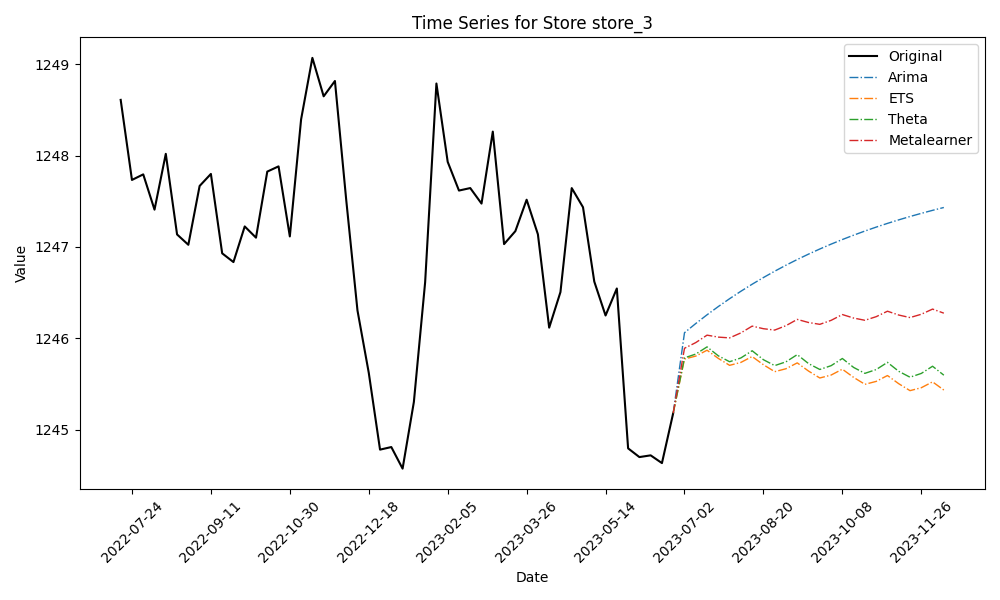 Time Series for Store store_3
Original
Arima
ETS
Theta
Metalearner
1249
1248
1247
1246
1245
Value
2022-07-24
2022-09-11
2022-10-30
2022-12-18
2023-02-05
2023-03-26
2023-05-14
2023-07-02
2023-08-20
2023-10-08
2023-11-26
Date